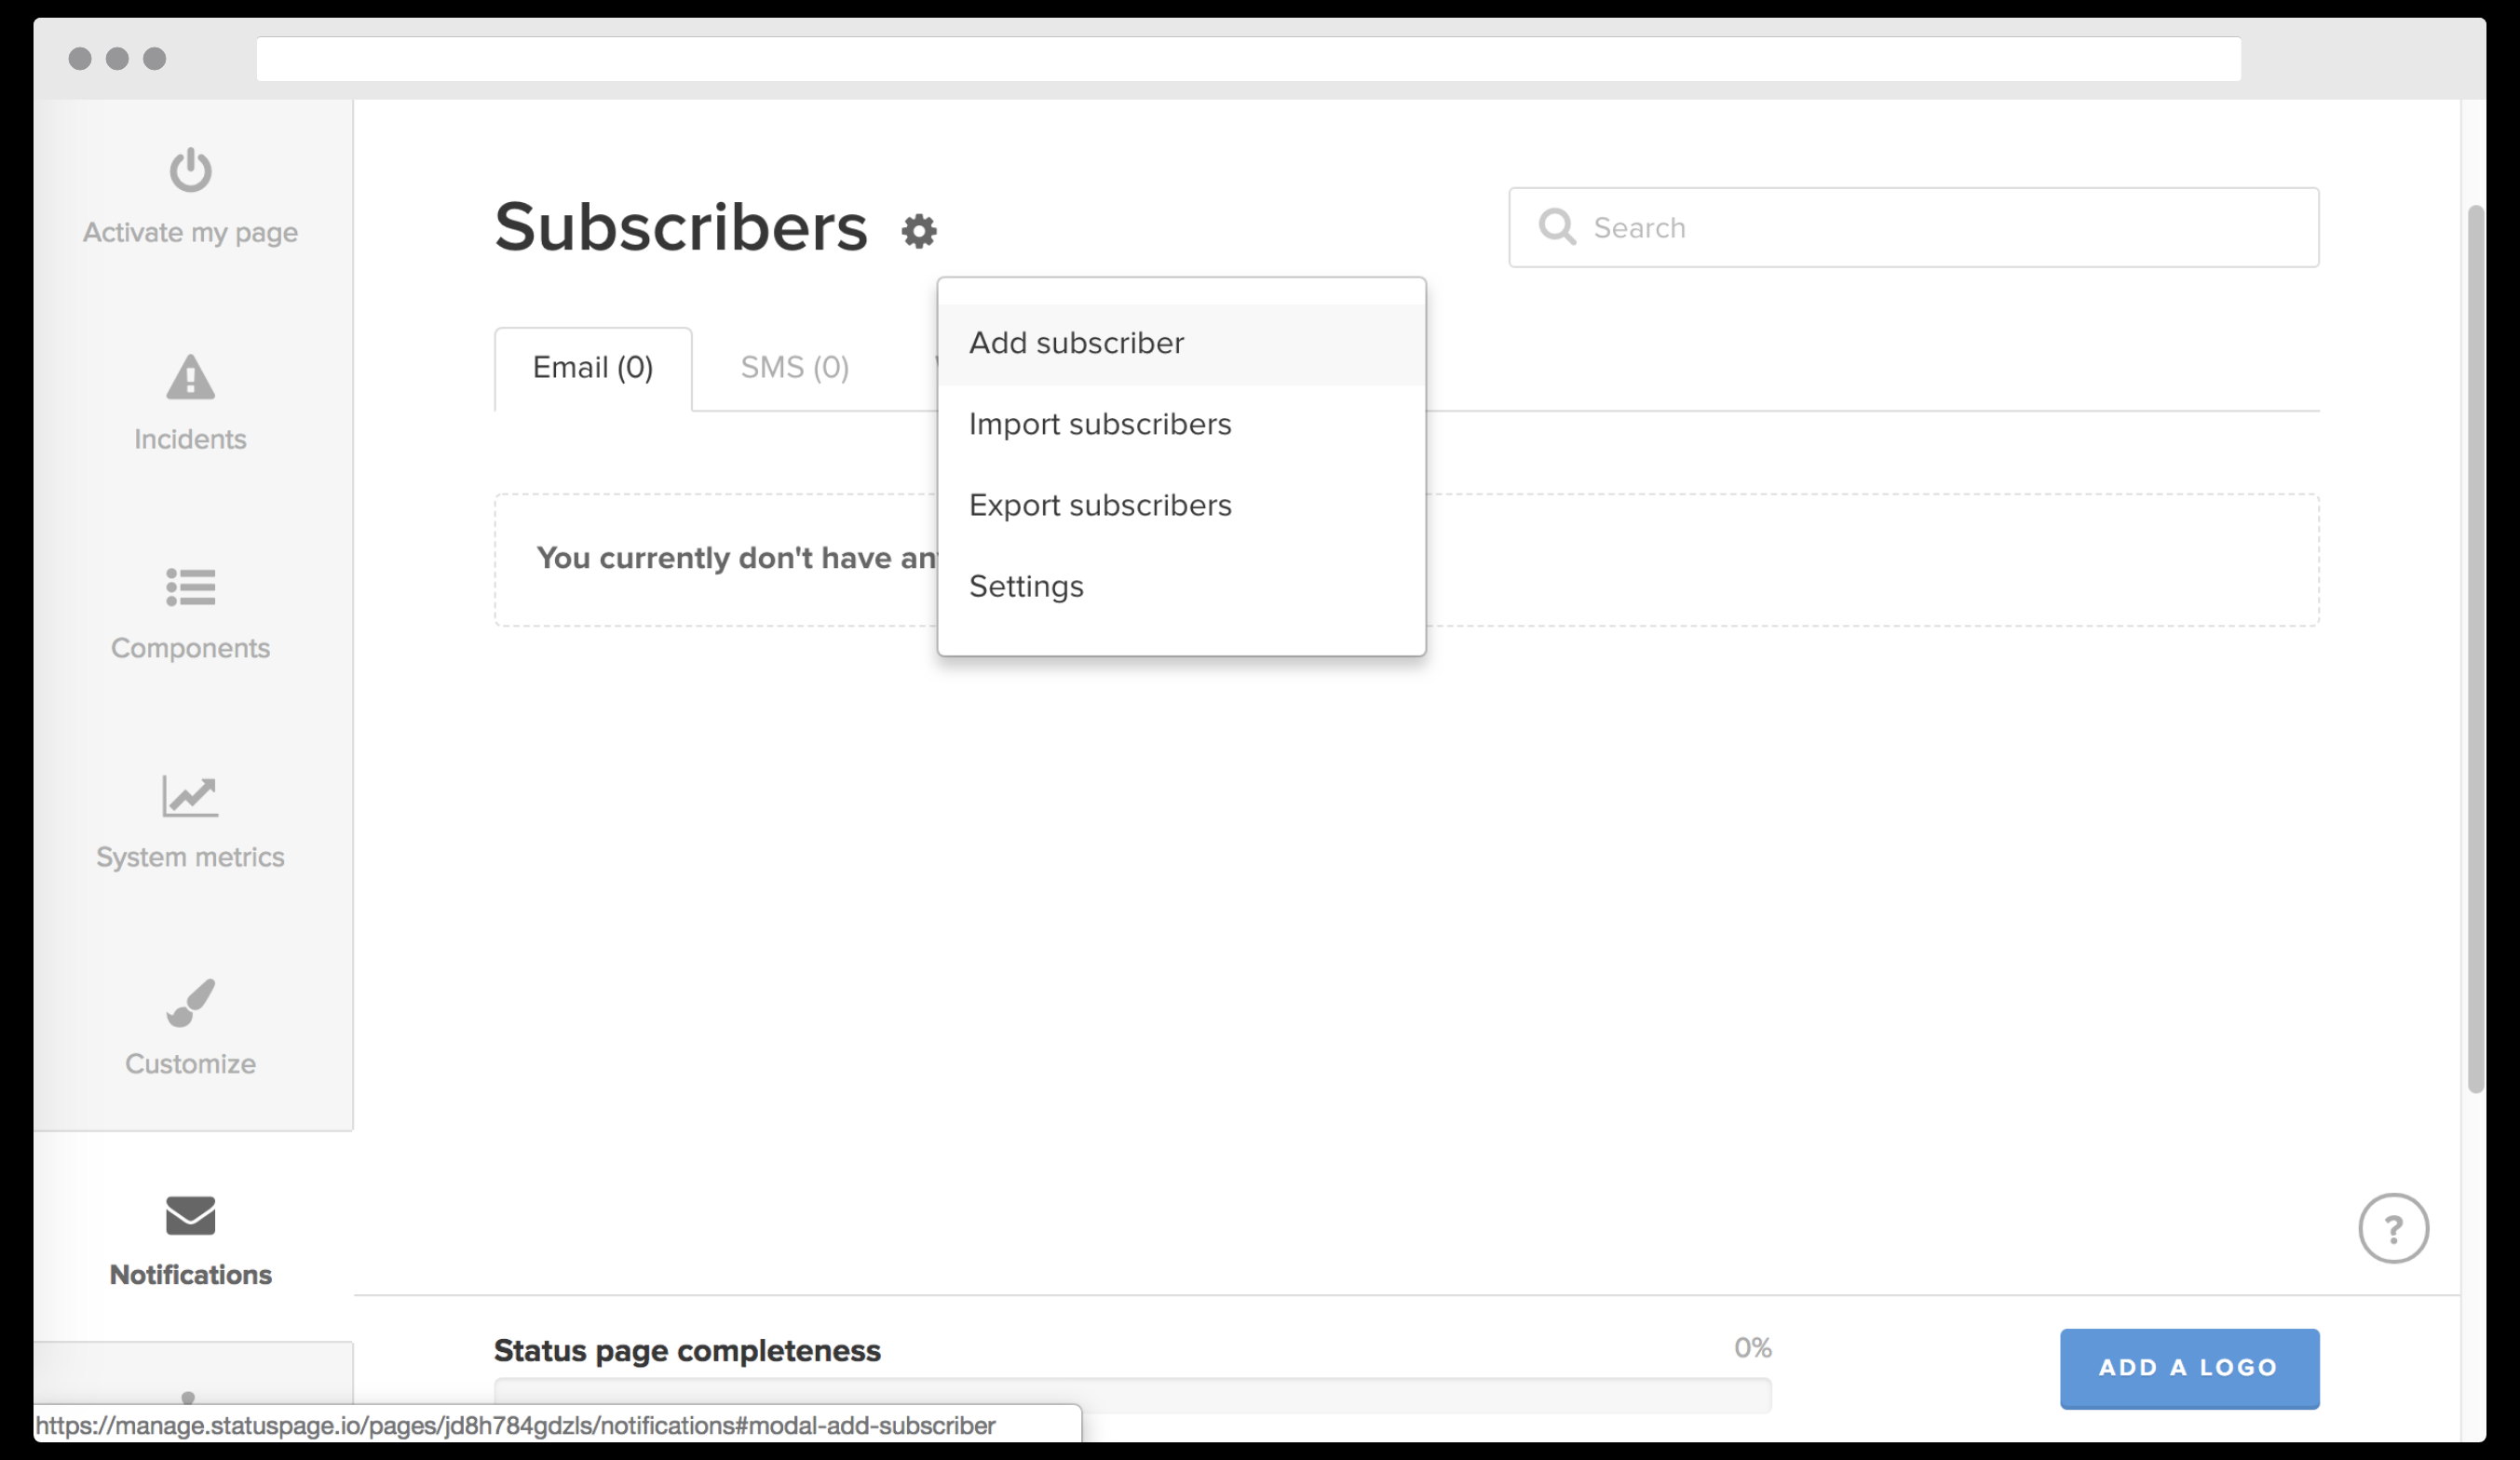 Activate my page
Incidents
Components
System metrics
Customize
Notifications
Subscribers
Search
Email (0)
SMS (0)
Add subscriber
Import subscribers
Export subscribers
Settings
You currently don't have
Status page completeness
0%
ADD A LOGO
?
https://manage.statuspage.io/pages/jd8h784gdzls/notifications#modal-add-subscriber